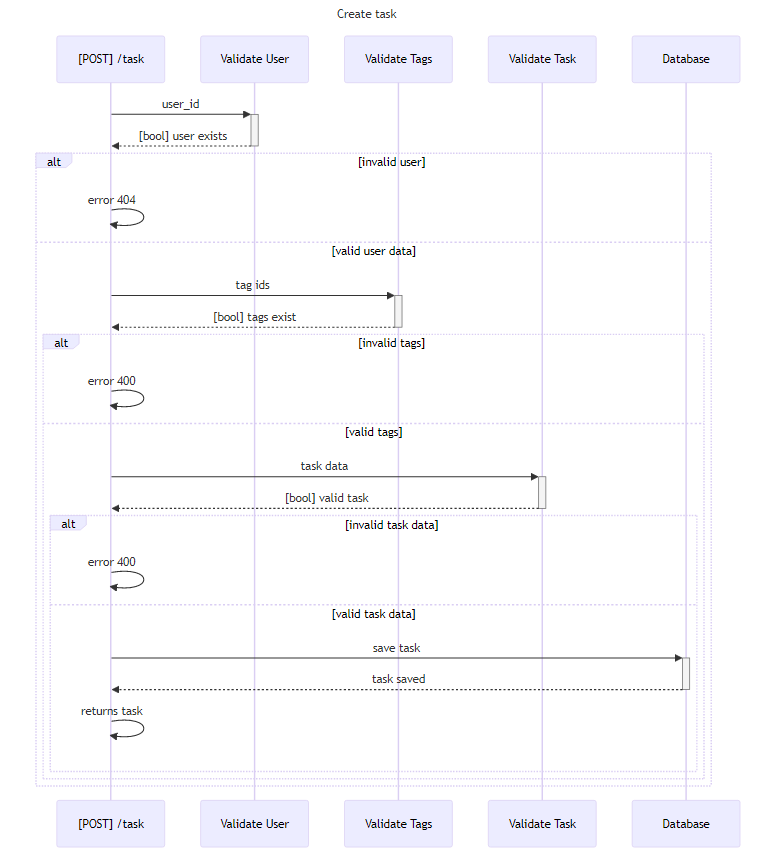 Create task
[POST] /task
Validate User
Validate Tags
Validate Task
Database
user_id
[bool] user exists
alt
[invalid user]
error 404
[valid user data]
tag ids
[bool] tags exist
alt
[invalid tags]
error 400
[valid tags]
task data
[bool] valid task
alt
[invalid task data]
error 400
[valid task data]
save task
task saved
returns task
[POST] /task
Validate User
Validate Tags
Validate Task
Database